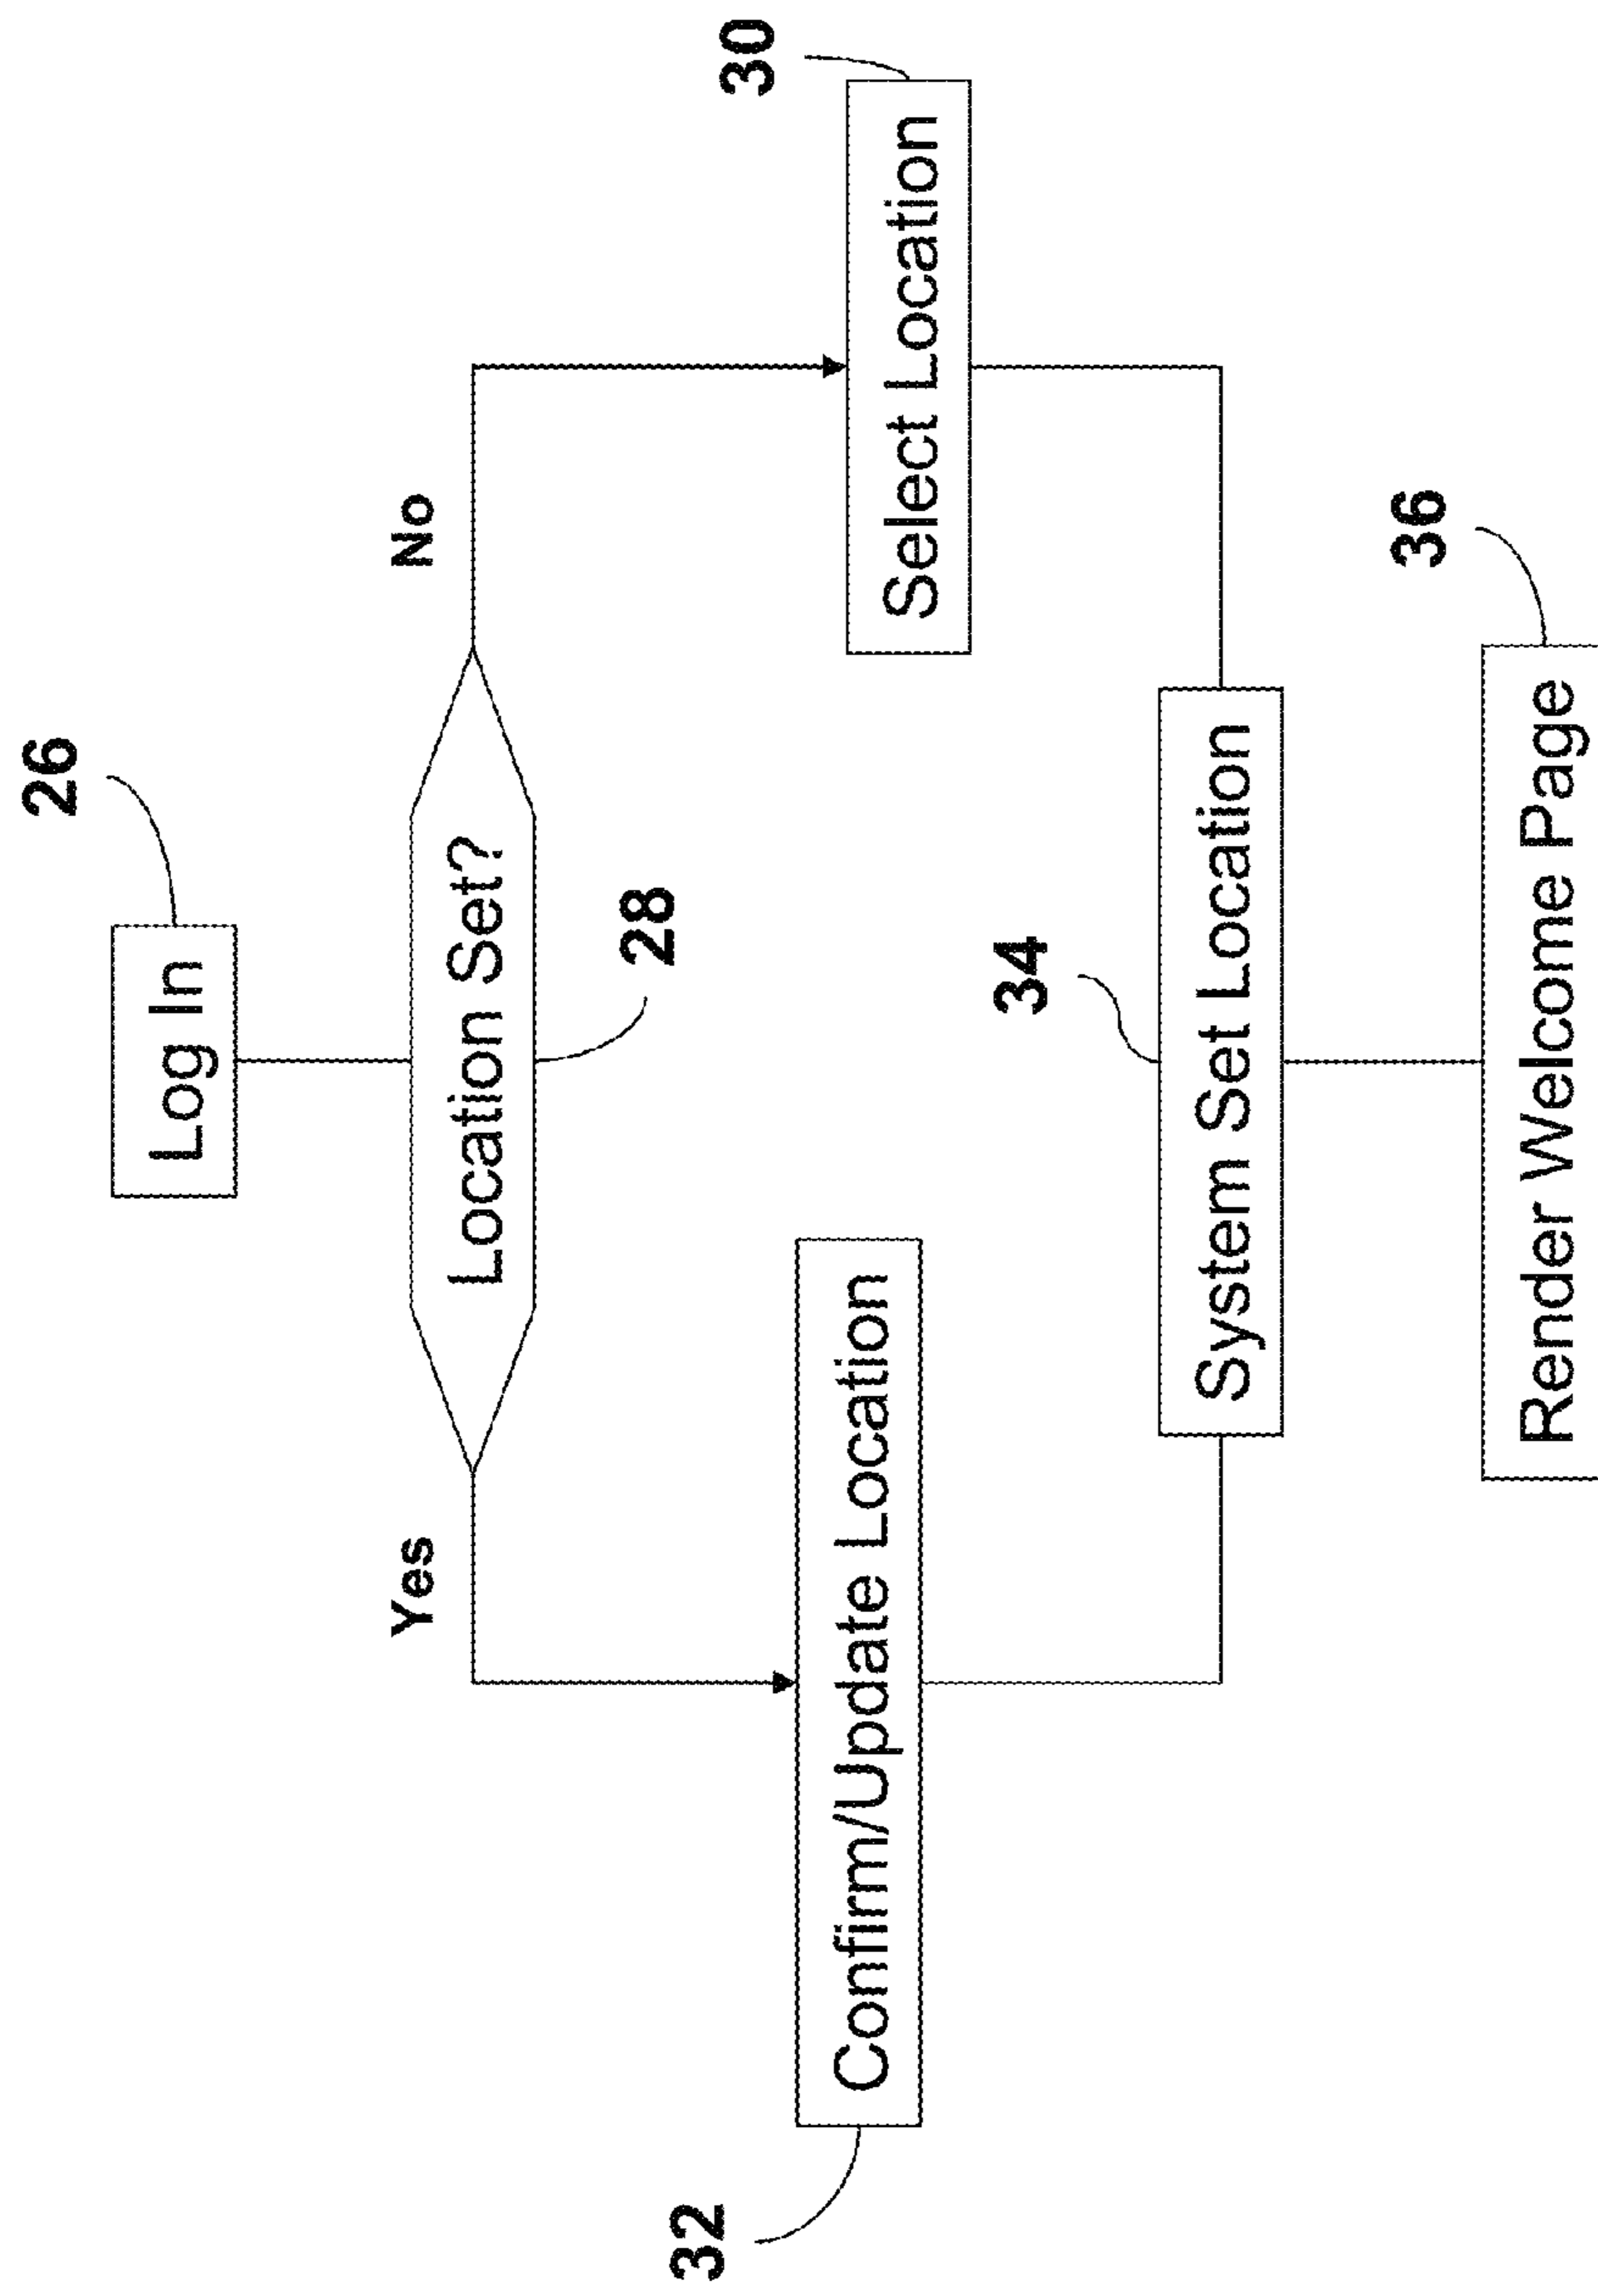 26
Log In
Yes
No
Location Set?
28
30
32
Confirm/Update Location
Select Location
34
System Set Location
36
Render Welcome Page